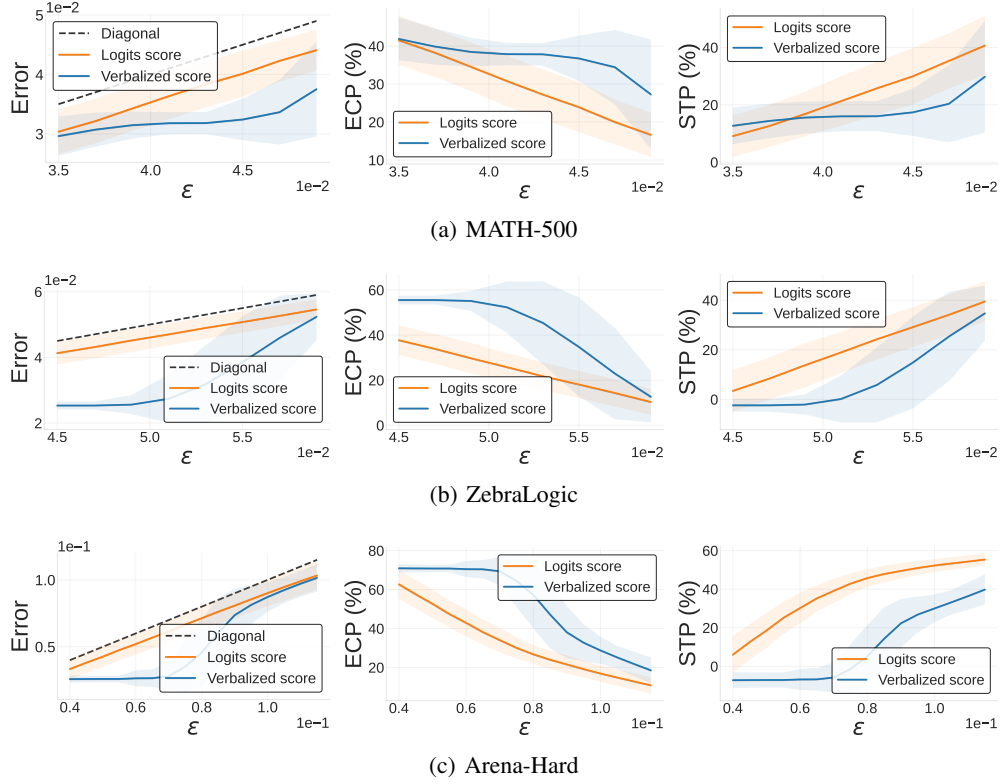 5 1e−2
4
3
Error
Diagonal
Logits score
Verbalized score
3.5 4.0 4.5
1e−2
ε
40
30
20
10
ECP (%)
Logits score
Verbalized score
3.5 4.0 4.5
1e−2
ε
40
20
0
STP (%)
Logits score
Verbalized score
3.5 4.0 4.5
1e−2
ε
(a) MATH-500
1e−2
6
4
2
Error
Diagonal
Logits score
Verbalized score
4.5 5.0 5.5
1e−2
ε
60
40
20
0
ECP (%)
Logits score
Verbalized score
4.5 5.0 5.5
1e−2
ε
40
20
0
STP (%)
Logits score
Verbalized score
4.5 5.0 5.5
1e−2
ε
(b) ZebraLogic
1e−1
1.0
0.5
Error
Diagonal
Logits score
Verbalized score
0.4 0.6 0.8 1.0
1e−1
ε
80
60
40
20
ECP (%)
Logits score
Verbalized score
0.4 0.6 0.8 1.0
1e−1
ε
60
40
20
0
STP (%)
Logits score
Verbalized score
0.4 0.6 0.8 1.0
1e−1
ε
(c) Arena-Hard